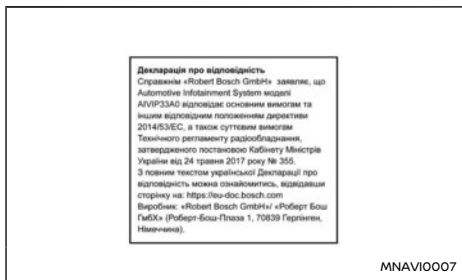 Декларація про відповідність
Справжнім «Robert Bosch GmbH» заявляє, що
Automotive Infotainment System моделі
AIVIP33A0 відповідає основним вимогам та
іншим відповідним положенням директиви
2014/53/EC, а також суттєвим вимогам
Технічного регламенту радіообладнання,
затвердженого постановою Кабінету Міністрів
України від 24 травня 2017 року № 355.
З повним текстом української Декларації про
відповідність можна ознайомитись, відвідавши
сторінку на: https://eu-doc.bosch.com
Виробник: «Robert Bosch GmbH»/ «Роберт Бош
ГмбХ» (Роберт-Бош-Плаза 1, 70839 Герлінген,
Німеччина).
MNAVI0007